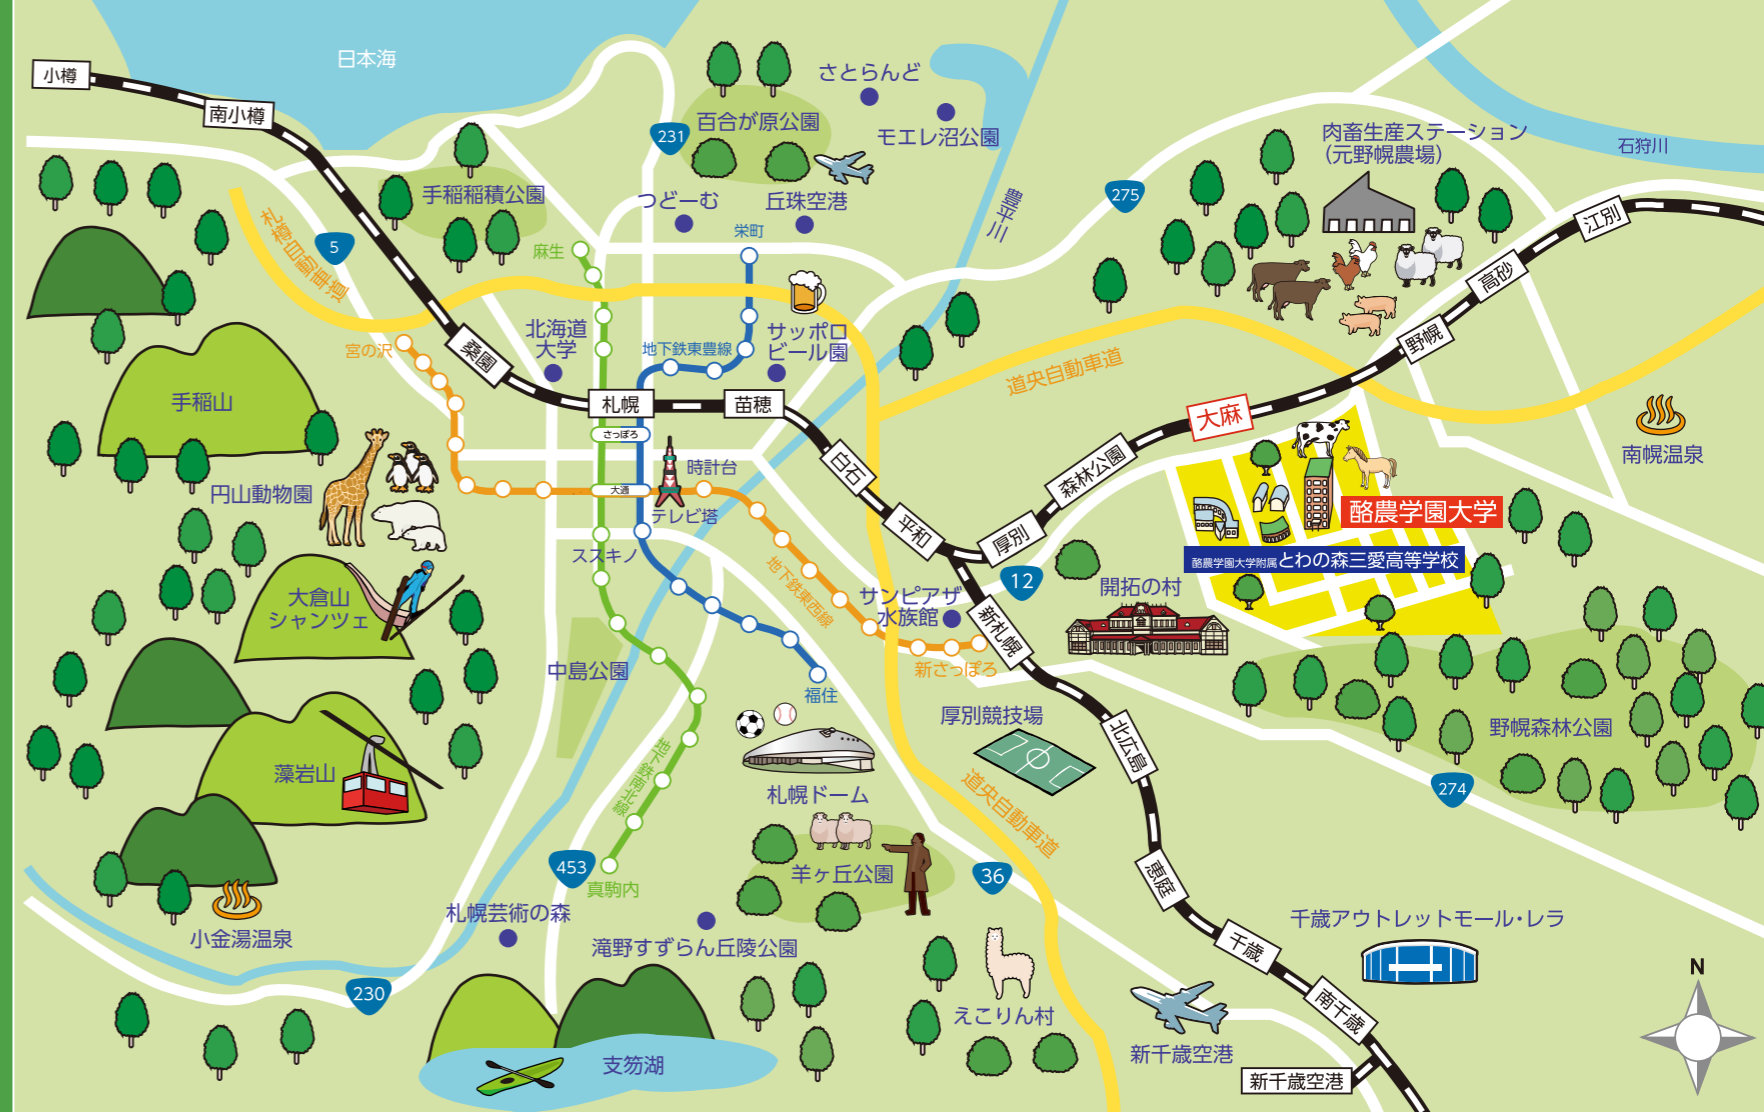 日本海
小樽
南小樽
さとらんど
百合が原公園
モエレ沼公園
231
手稲稲積公園
つどーむ
丘珠空港
豊平川
275
肉畜生産ステーション
(元野幌農場)
石狩川
札樽自動車道
5
麻生
栄町
江別
高砂
野幌
宮の沢
桑園
北海道
大学
地下鉄東豊線
サッポロ
ビール園
道央自動車道
手稲山
札幌
苗穂
大麻
さっぽろ
南幌温泉
円山動物園
時計台
大通
テレビ塔
白石
森林公園
平和
厚別
酪農学園大学
酪農学園大学附属とわの森三愛高等学校
ススキノ
地下鉄東西線
12
開拓の村
大倉山
シャンツェ
サンピアザ
水族館
新札幌
中島公園
新さっぽろ
福住
厚別競技場
野幌森林公園
北広島
地下鉄南北線
藻岩山
札幌ドーム
道央自動車道
274
453
真駒内
羊ヶ丘公園
36
恵庭
札幌芸術の森
小金湯温泉
滝野すずらん丘陵公園
千歳アウトレットモール・レラ
千歳
230
えこりん村
南千歳
N
新千歳空港
支笏湖
新千歳空港